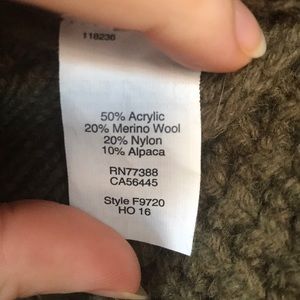 118236
50% Acrylic
20% Merino Wool
20% Nylon
10% Alpaca
RN77388
CA56445
Style F9720
HO 16